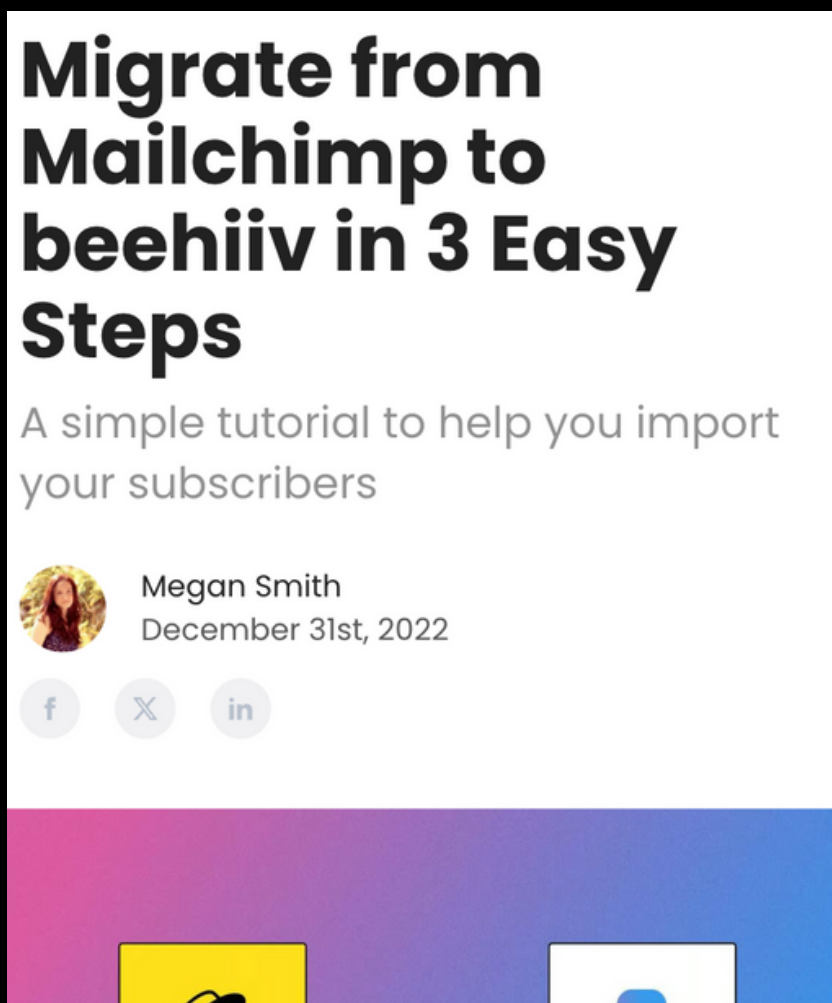 Migrate from
Mailchimp to
beehiiv in 3 Easy
Steps
A simple tutorial to help you import
your subscribers
Megan Smith
December 31st, 2022
f
X
in